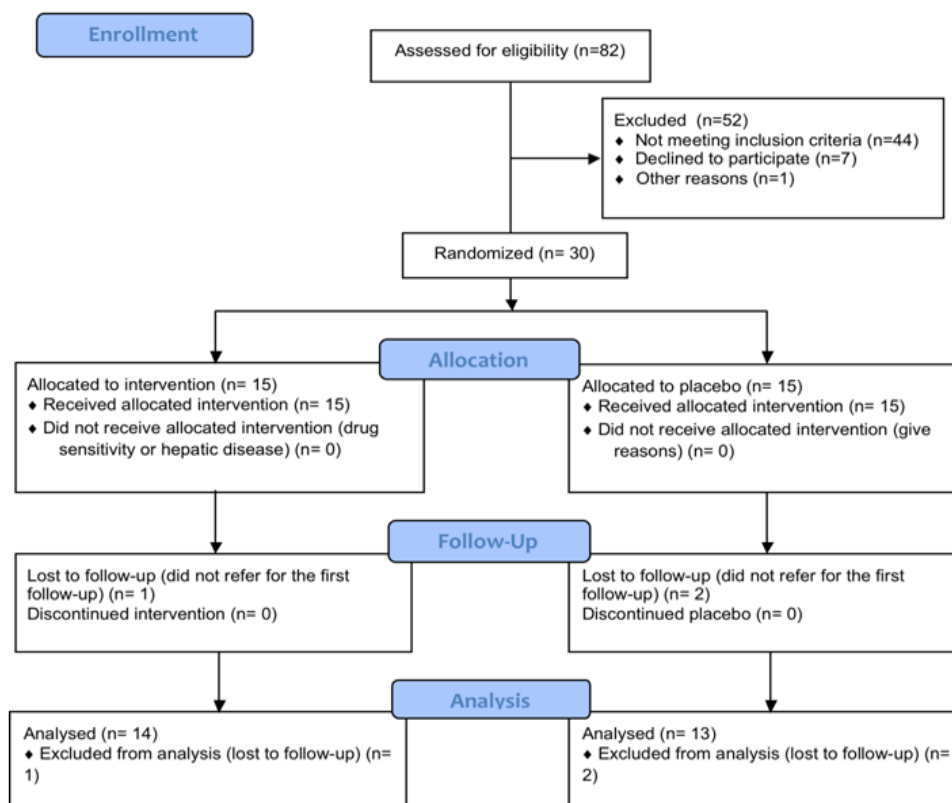 Enrollment
Assessed for eligibility (n=82)
Excluded (n=52)
♦ Not meeting inclusion criteria (n=44)
♦ Declined to participate (n=7)
♦ Other reasons (n=1)
Randomized (n= 30)
Allocation
Allocated to intervention (n= 15)
♦ Received allocated intervention (n= 15)
♦ Did not receive allocated intervention (drug
sensitivity or hepatic disease) (n= 0)
Allocated to placebo (n= 15)
♦ Received allocated intervention (n= 15)
♦ Did not receive allocated intervention (give
reasons) (n= 0)
Follow-Up
Lost to follow-up (did not refer for the first
follow-up) (n= 1)
Discontinued intervention (n= 0)
Lost to follow-up (did not refer for the first
follow-up) (n= 2)
Discontinued placebo (n= 0)
Analysis
Analysed (n= 14)
♦ Excluded from analysis (lost to follow-up) (n=
1)
Analysed (n= 13)
♦ Excluded from analysis (lost to follow-up) (n=
2)